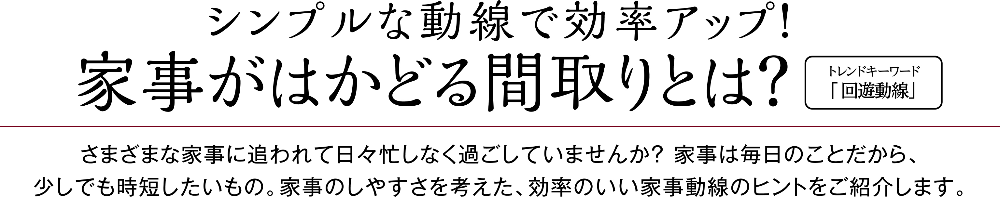 シンプルな動線で効率アップ!
家事がはかどる間取りとは?
トレンドキーワード
「回遊動線」
さまざまな家事に追われて日々忙しなく過ごしていませんか? 家事は毎日のことだから、
少しでも時短したいもの。家事のしやすさを考えた、効率のいい家事動線のヒントをご紹介します。